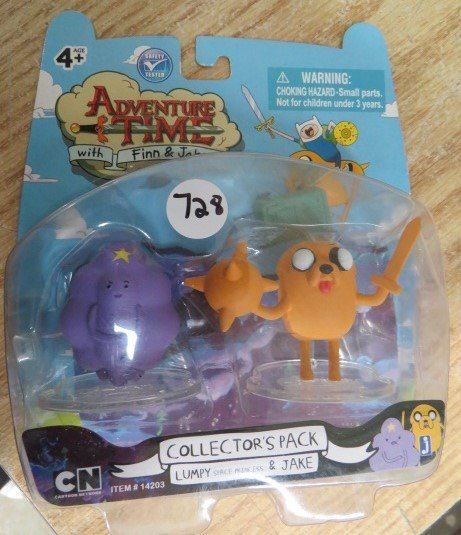 AGE
4+
SAFETY
TESTED
WARNING:
CHOKING HAZARD-Small parts.
Not for children under 3 years.
ADVENTURE
TIME
with Finn & Jake
728
COLLECTOR'S PACK
LUMPY SPACE PRINCESS & JAKE
CN
CARTOON NETWORK
ITEM # 14203